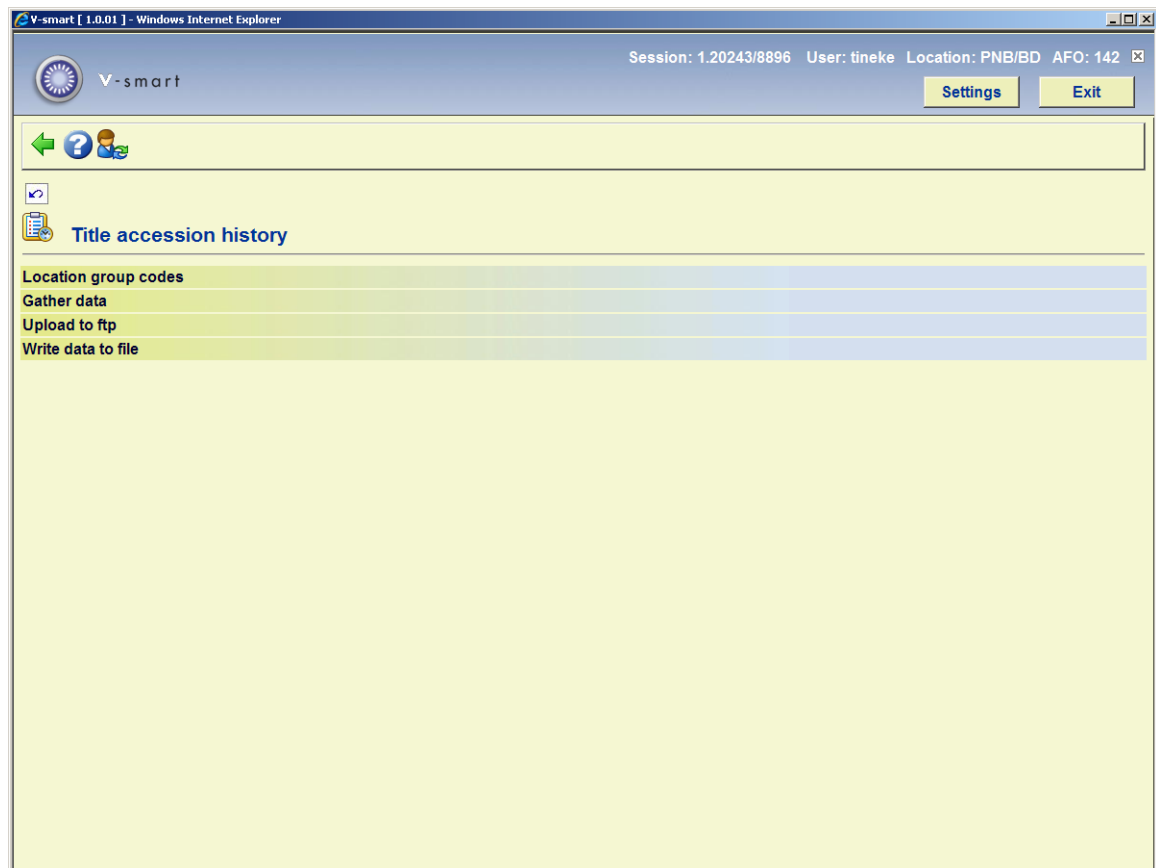 V-smart [ 1.0.01 ] - Windows Internet Explorer
Session: 1.20243/8896 User: tineke Location: PNB/BD AFO: 142
V-smart
Settings Exit
Title accession history
Location group codes
Gather data
Upload to ftp
Write data to file